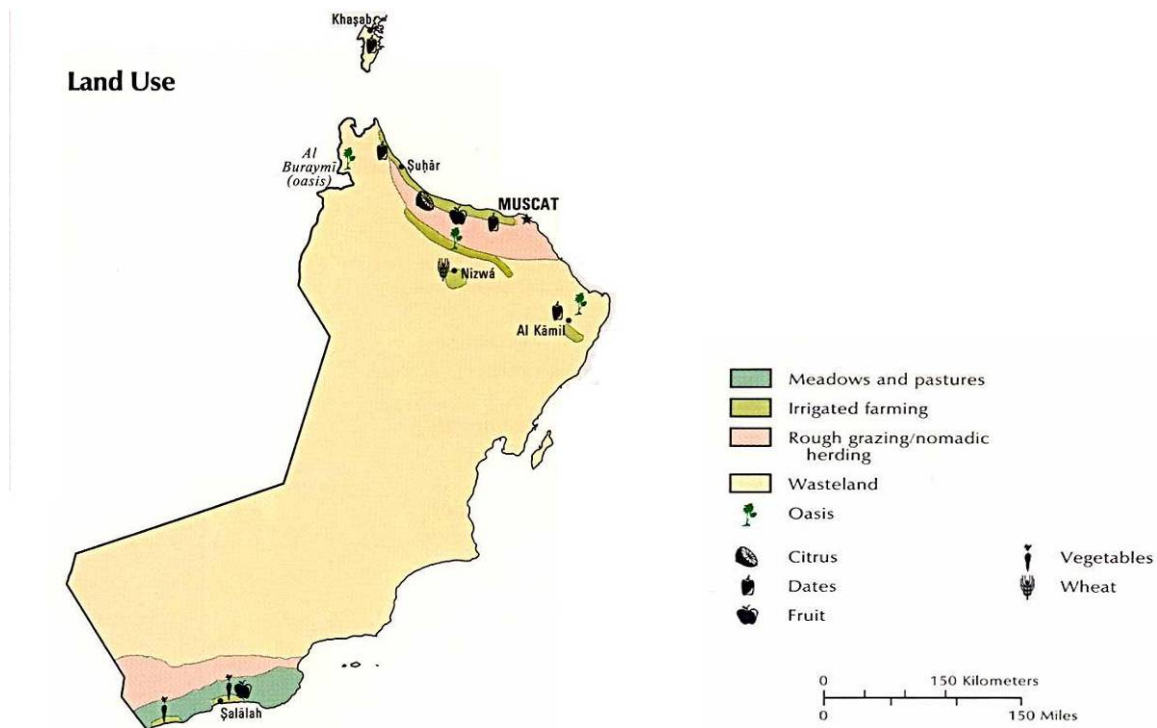 Khaşab
Land Use
Al
Buraymī
(oasis)
Şuḥār
MUSCAT
Nizwá
Al Kāmil
Şalālah
Meadows and pastures
Irrigated farming
Rough grazing/nomadic
herding
Wasteland
Oasis
Citrus
Dates
Fruit
Vegetables
Wheat
0 150 Kilometers
0 150 Miles